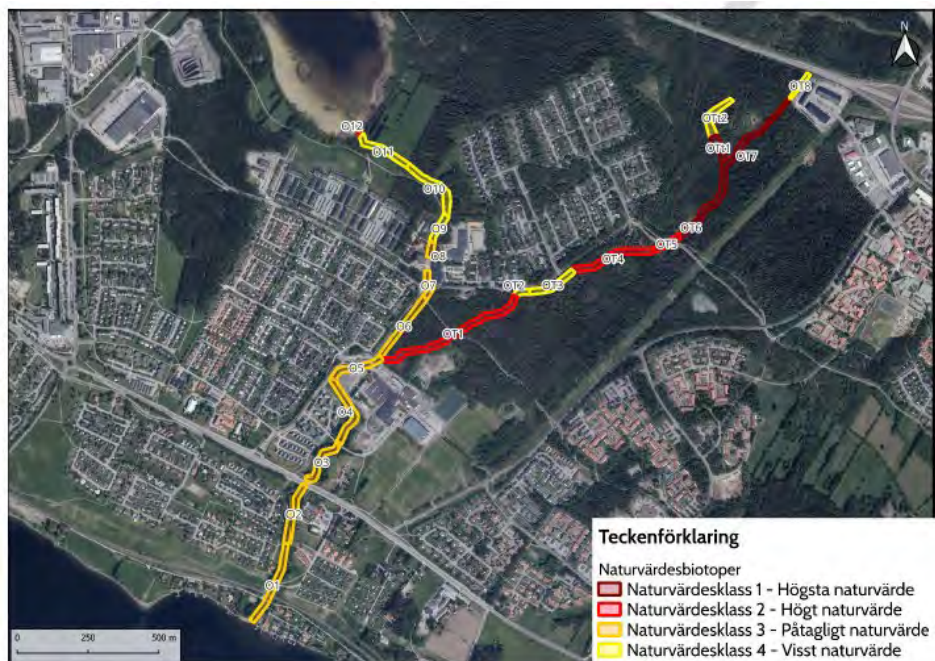 N
OT8
OTt2
O12
OTt1
O11
OT7
O10
OT6
O9
OT5
O8
OT4
O7
OT2
OT3
O6
OT1
O5
O4
O3
O2
O1
Teckenförklaring
Naturvärdesbiotoper
Naturvärdesklass 1 - Högsta naturvärde
Naturvärdesklass 2 - Högt naturvärde
Naturvärdesklass 3 - Påtagligt naturvärde
Naturvärdesklass 4 - Visst naturvärde
0 250 500 m